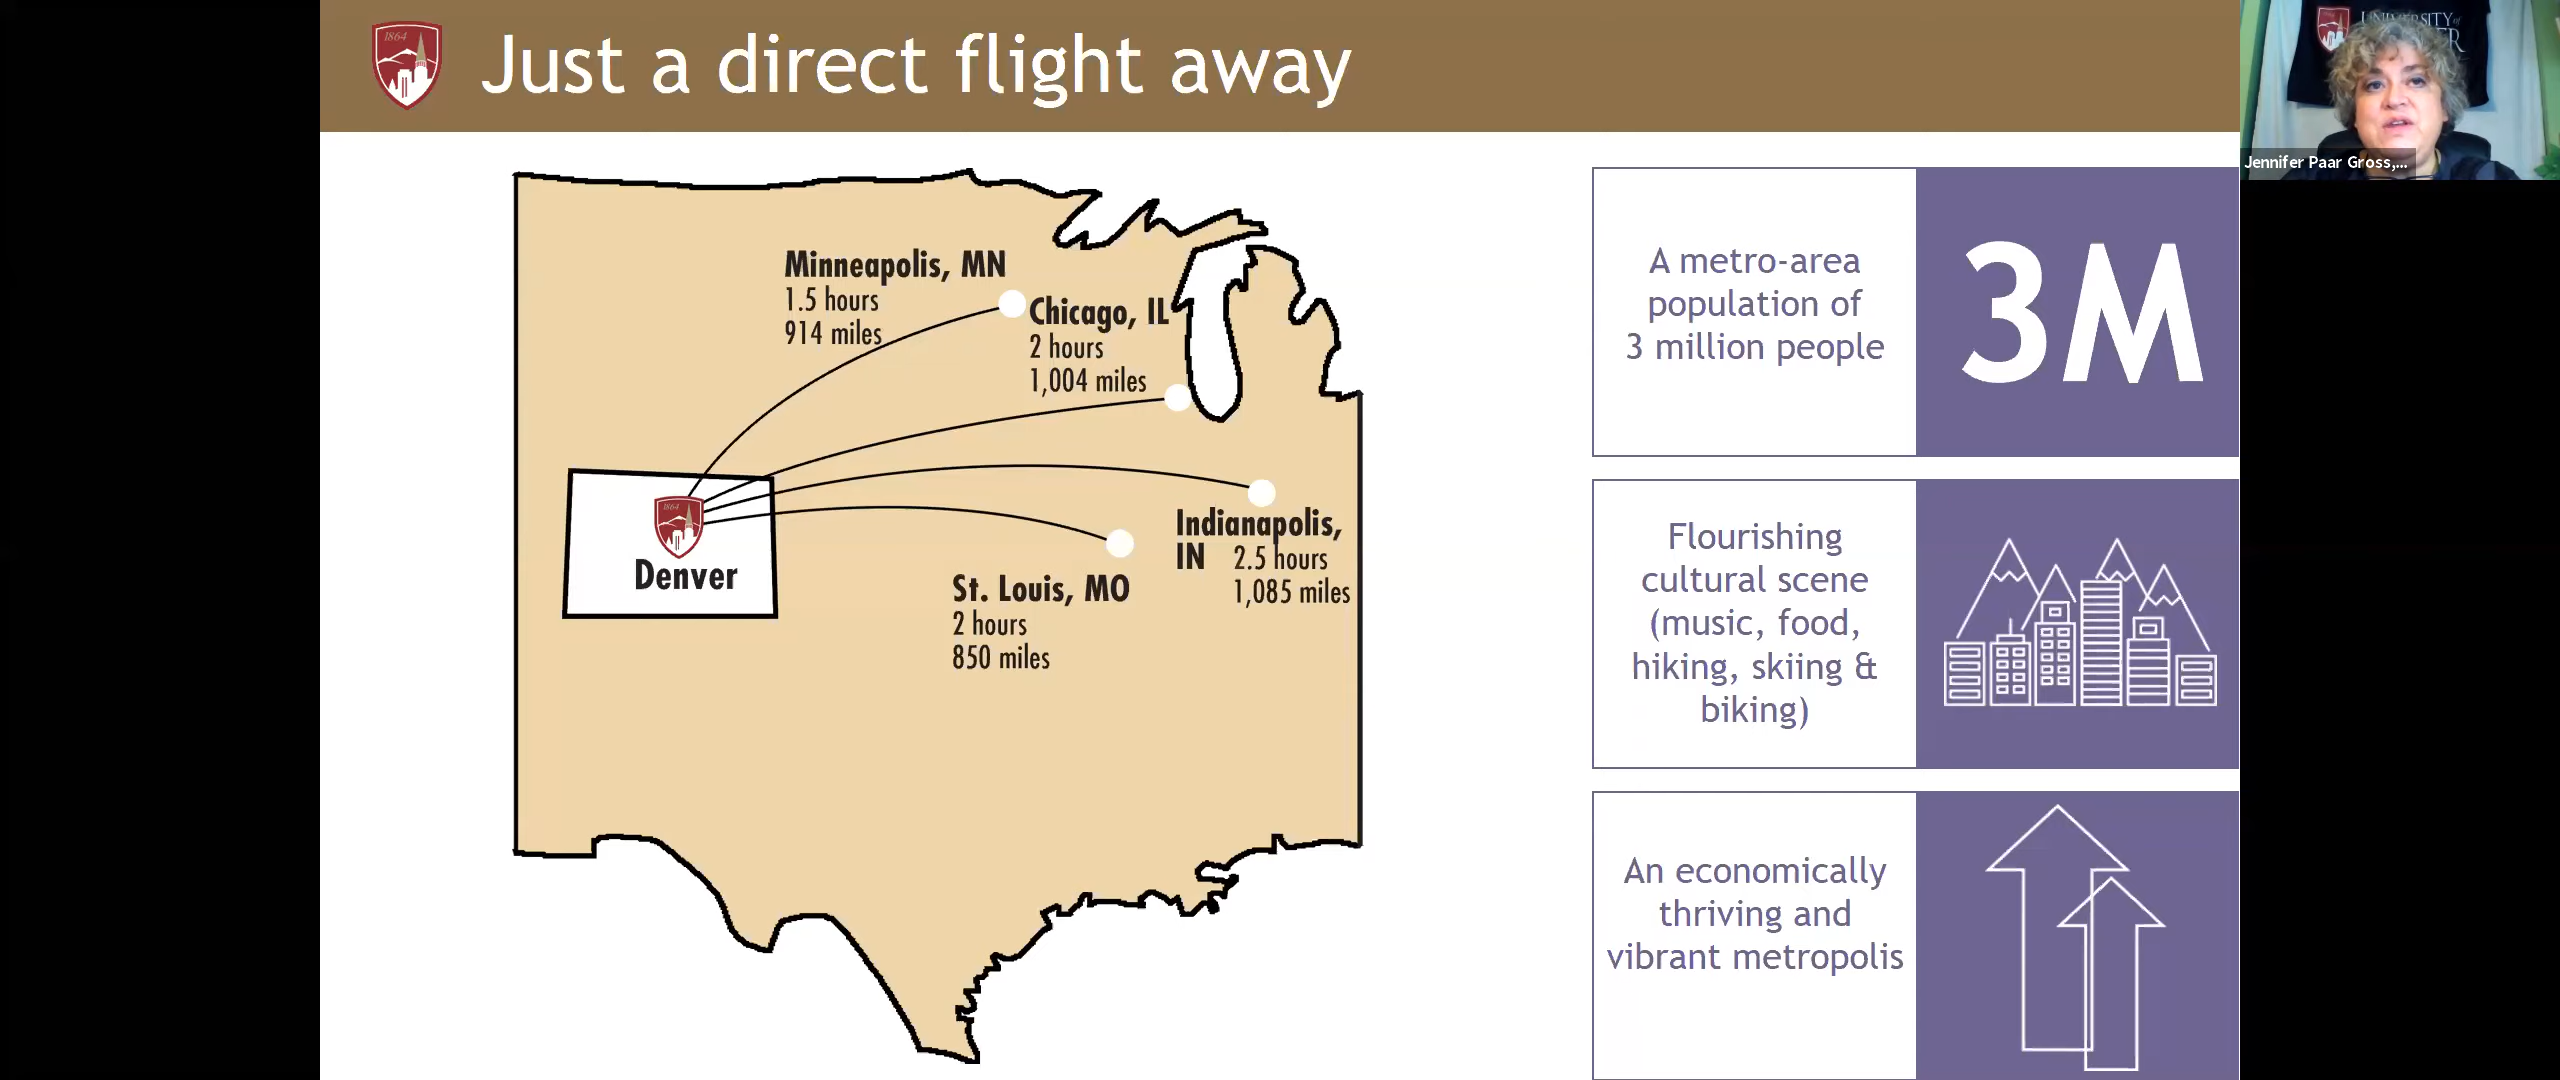 1864
Just a direct flight away
UNIVERSITY of
Jennifer Paar Gross,...
Minneapolis, MN
1.5 hours
914 miles
Chicago, IL
2 hours
1,004 miles
1864
Denver
Indianapolis,
IN 2.5 hours
1,085 miles
St. Louis, MO
2 hours
850 miles
A metro-area
population of
3 million people
3M
Flourishing
cultural scene
(music, food,
hiking, skiing &
biking)
An economically
thriving and
vibrant metropolis